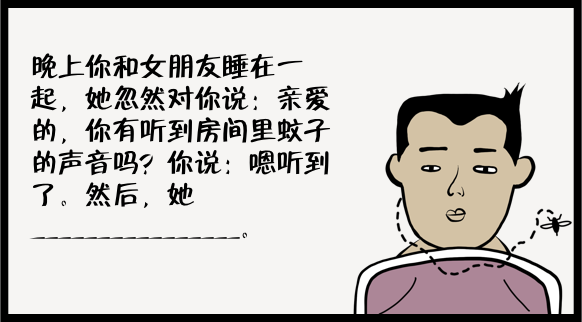 晚上你和女朋友睡在一
起，她忽然对你说：亲爱
的，你有听到房间里蚊子
的声音吗？你说：嗯听到
了。然后，她
_______________。